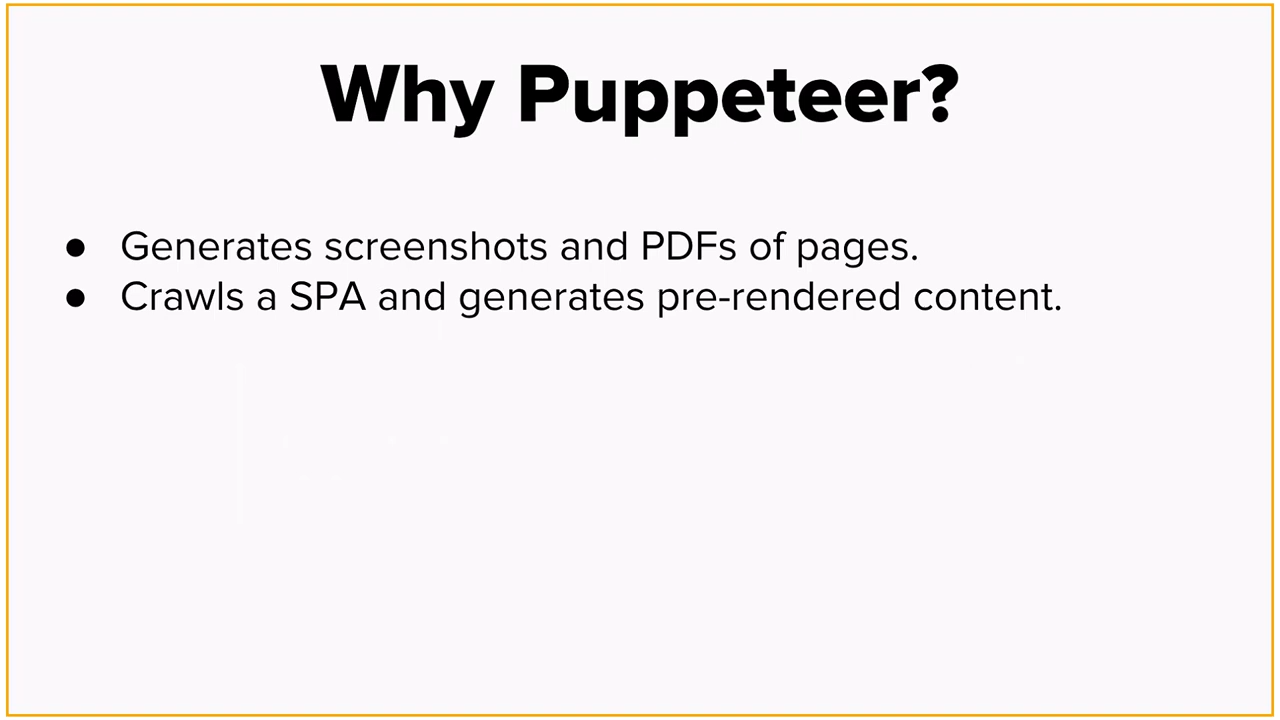 Why Puppeteer?
● Generates screenshots and PDFs of pages.
● Crawls a SPA and generates pre-rendered content.